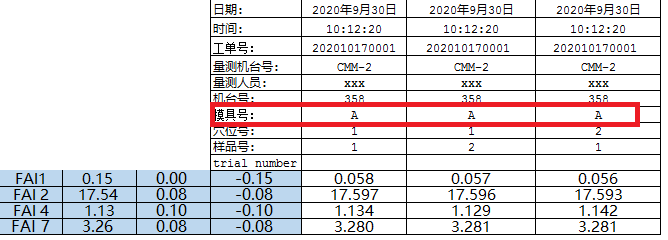 日期: 2020年9月30日 2020年9月30日 2020年9月30日
时间: 10:12:20 10:12:20 10:12:20
工单号: 202010170001 202010170001 202010170001
量测机台号: CMM-2 CMM-2 CMM-2
量测人员: xxx xxx xxx
机台号: 358 358 358
模具号: A A A
穴位号: 1 1 2
样品号: 1 2 1
trial number
FAI1 0.15 0.00 -0.15 0.058 0.057 0.056
FAI 2 17.54 0.08 -0.08 17.597 17.596 17.593
FAI 4 1.13 0.10 -0.10 1.134 1.129 1.142
FAI 7 3.26 0.08 -0.08 3.280 3.281 3.281